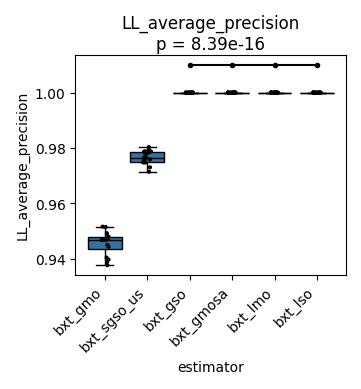 LL_average_precision
p = 8.39e-16
LL_average_precision
1.00
0.98
0.96
0.94
bxt_gmo
bxt_sgso_us
bxt_gso
bxt_gmosa
bxt_lmo
bxt_lso
estimator